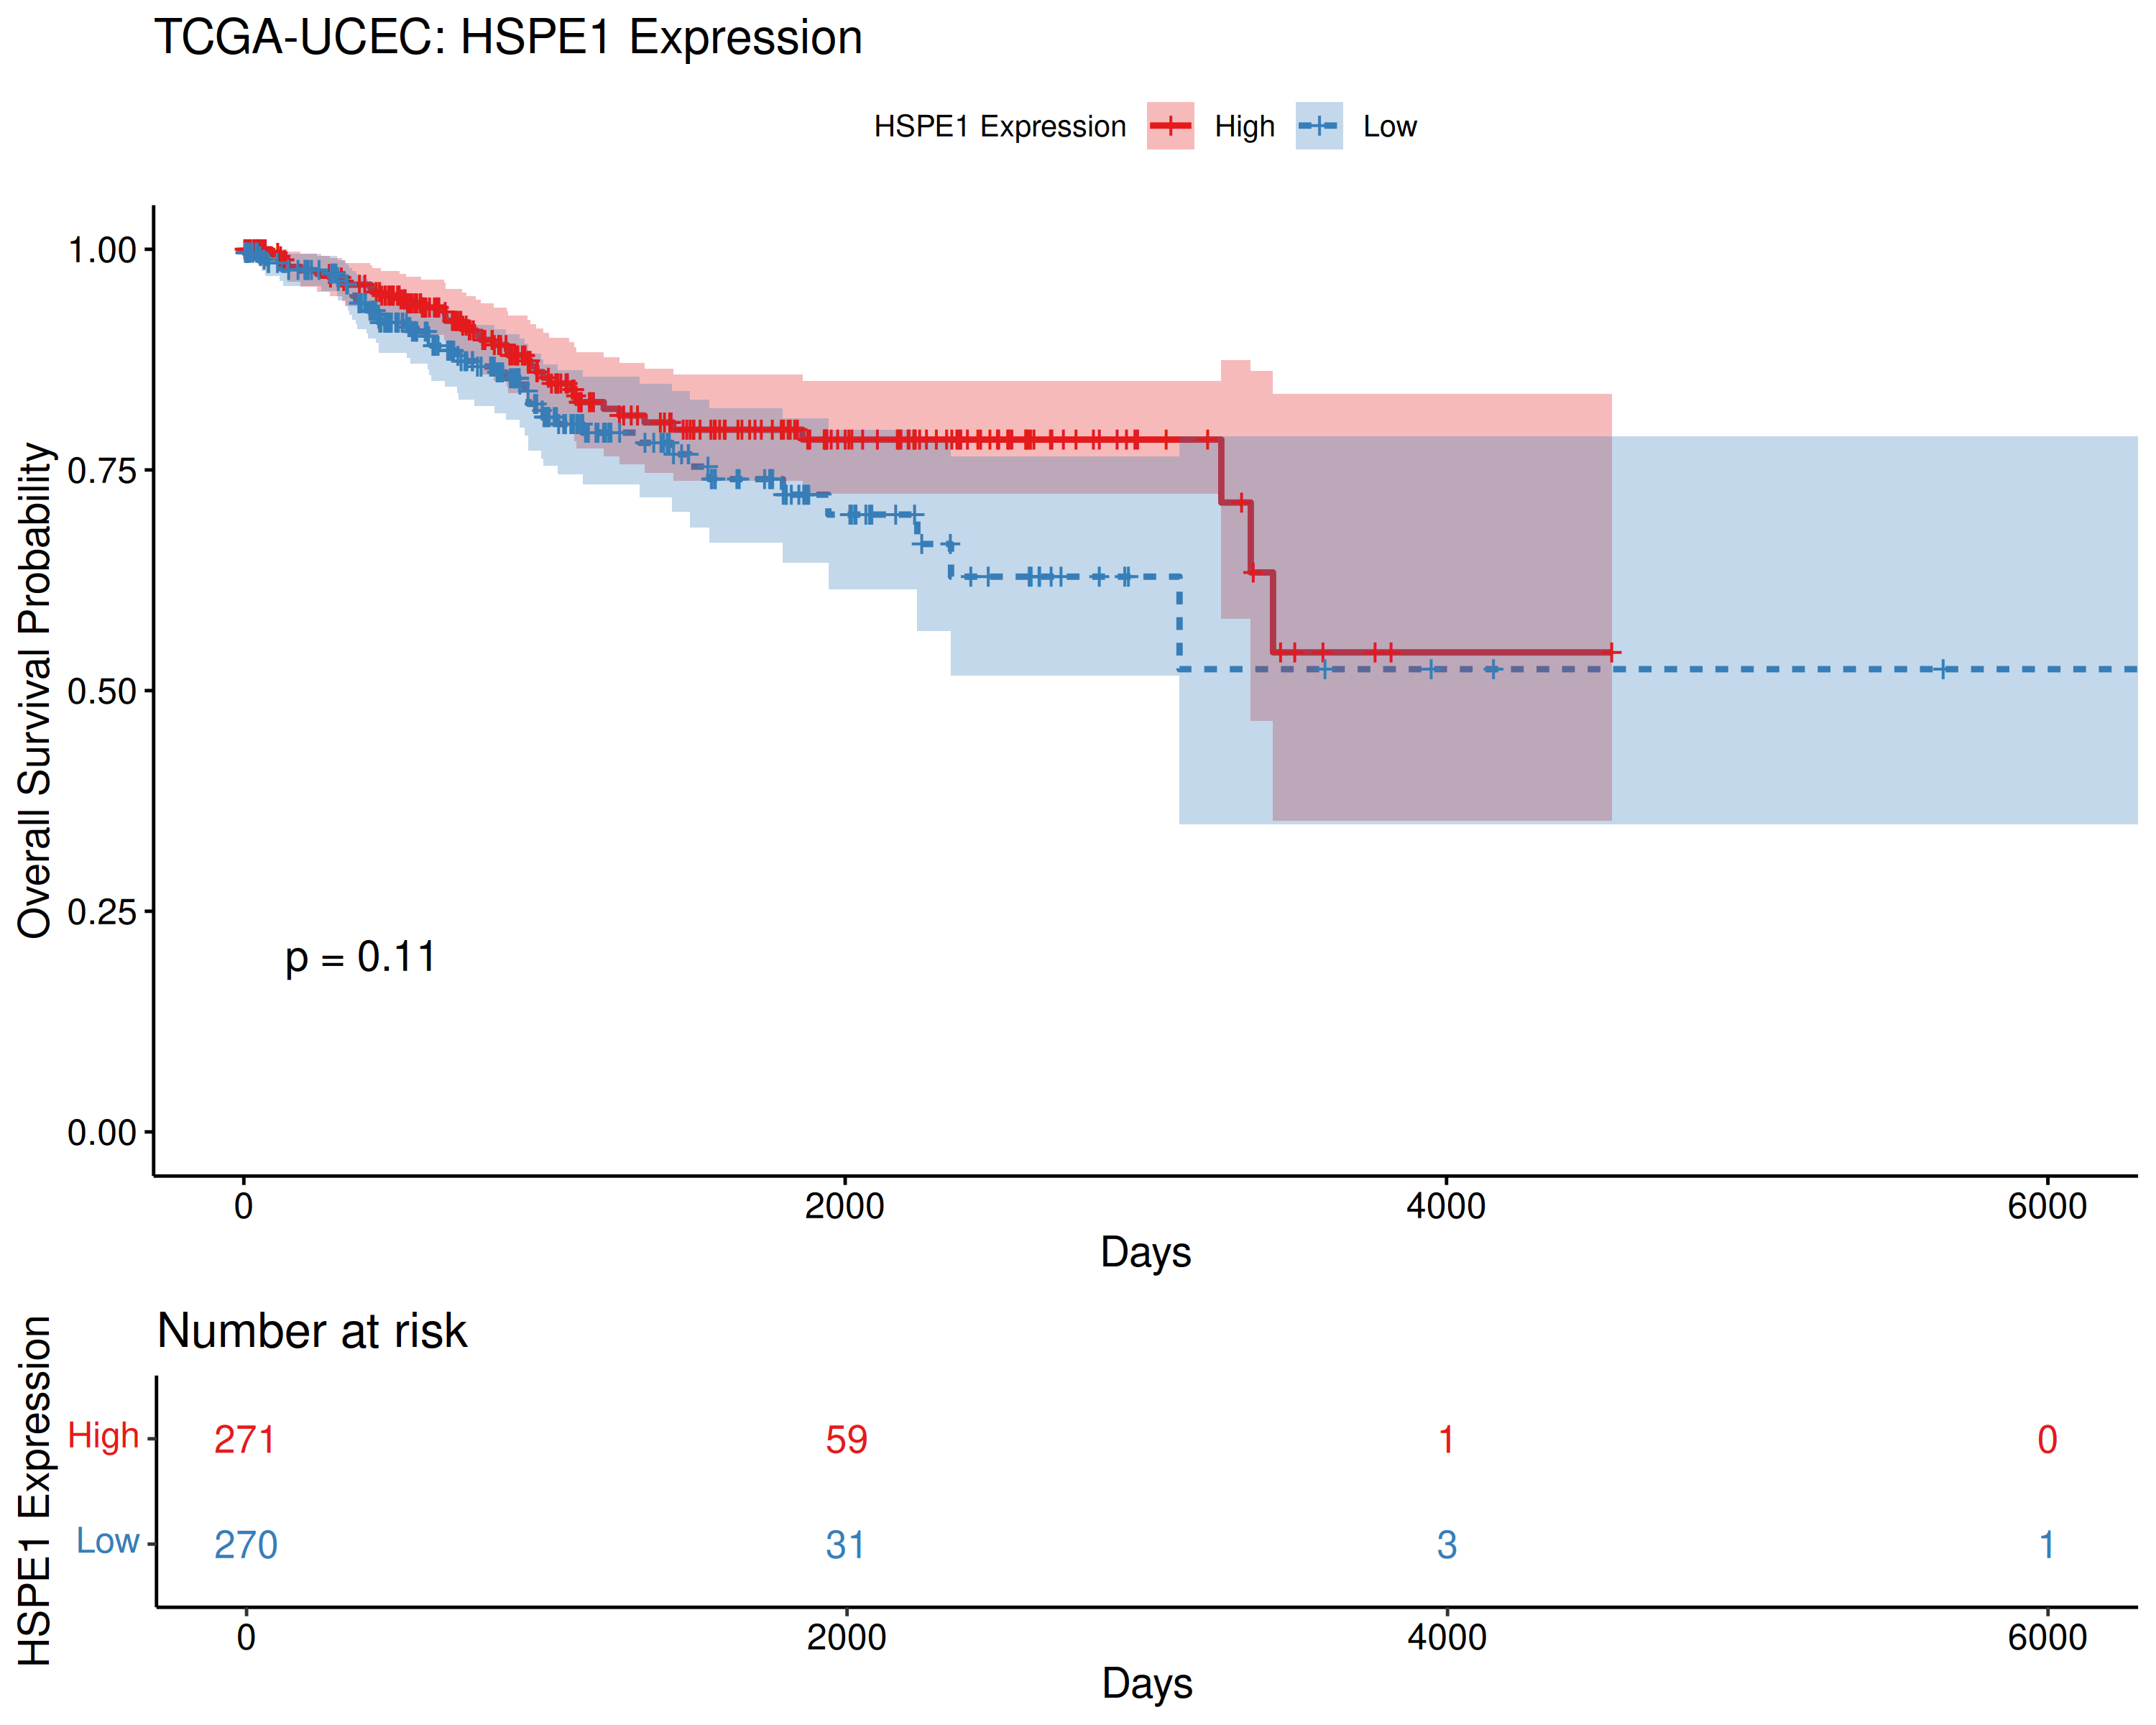 TCGA-UCEC: HSPE1 Expression
HSPE1 Expression High Low
Overall Survival Probability
1.00
0.75
0.50
0.25
0.00
p = 0.11
0 2000 4000 6000
Days
Number at risk
HSPE1 Expression
High 271 59 1 0
Low 270 31 3 1
0 2000 4000 6000
Days